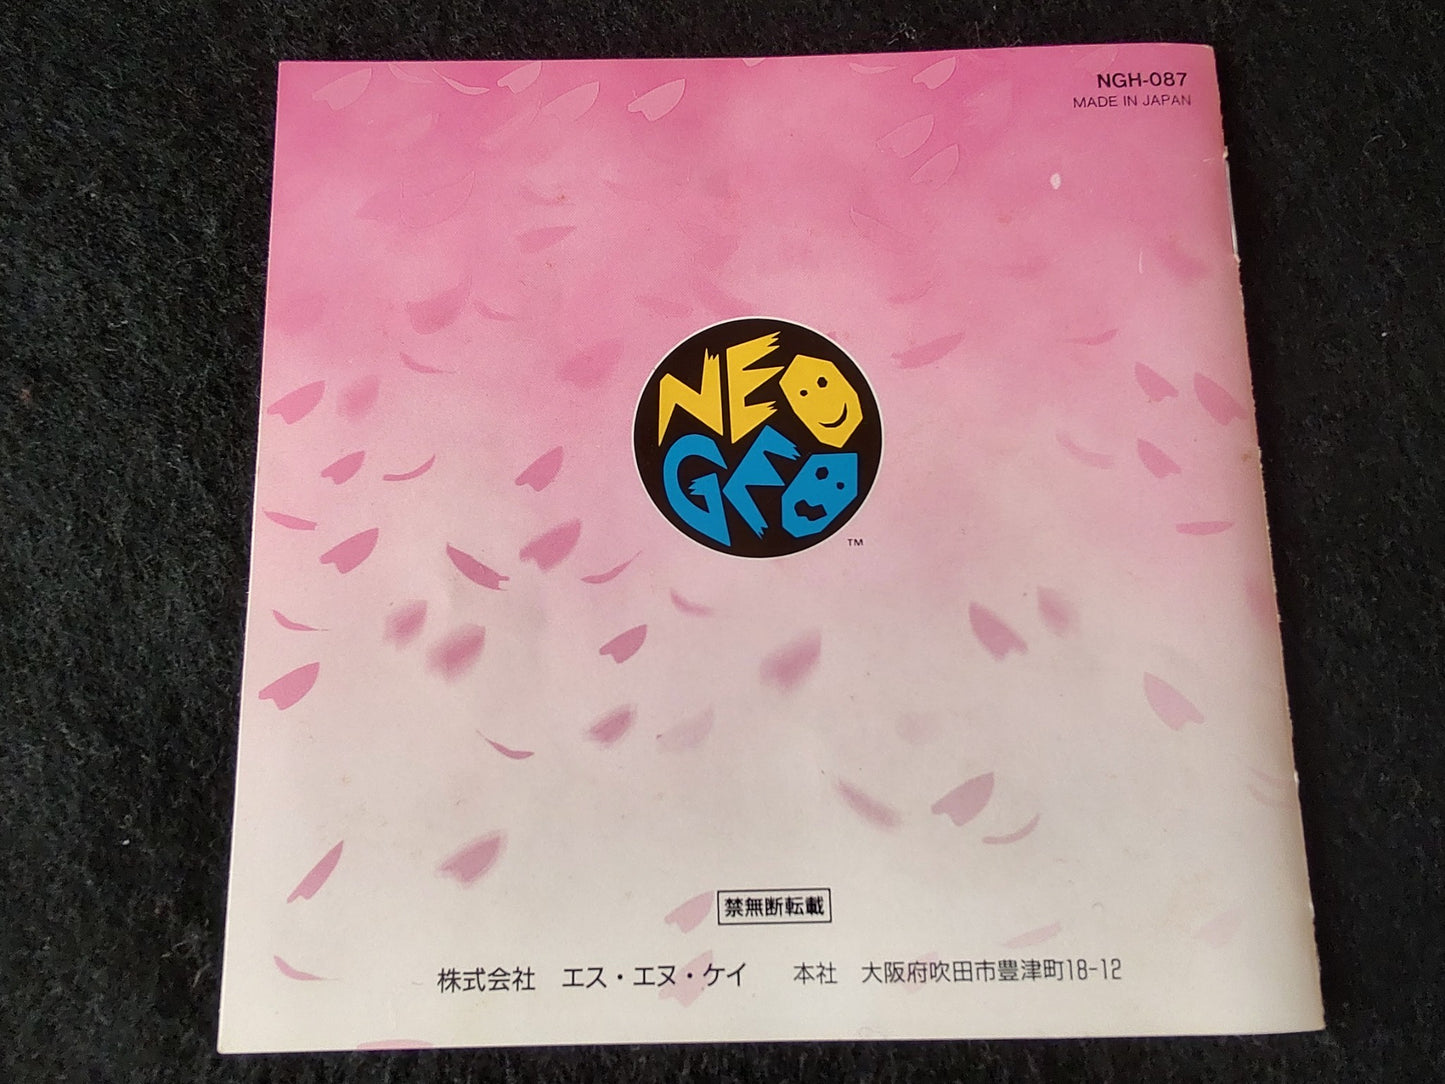 NGH-087
MADE IN JAPAN
NEO
GEO
TM
禁無断転載
株式会社 エス・エヌ・ケイ 本社 大阪府吹田市豊津町18-12